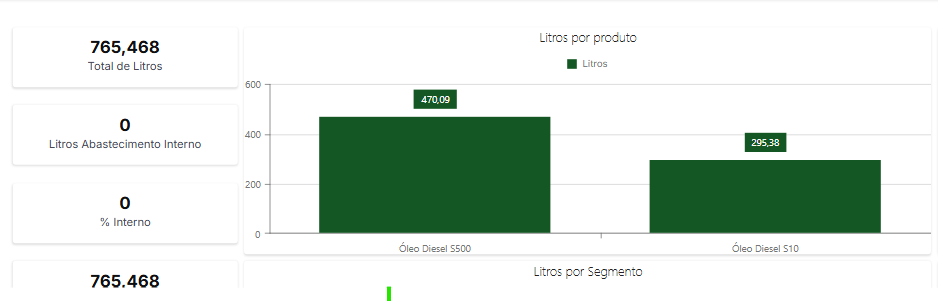 765,468
Total de Litros
0
Litros Abastecimento Interno
0
% Interno
765,468
Litros por produto
Litros
600
400
200
0
470,09
295,38
Óleo Diesel S500
Óleo Diesel S10
Litros por Segmento